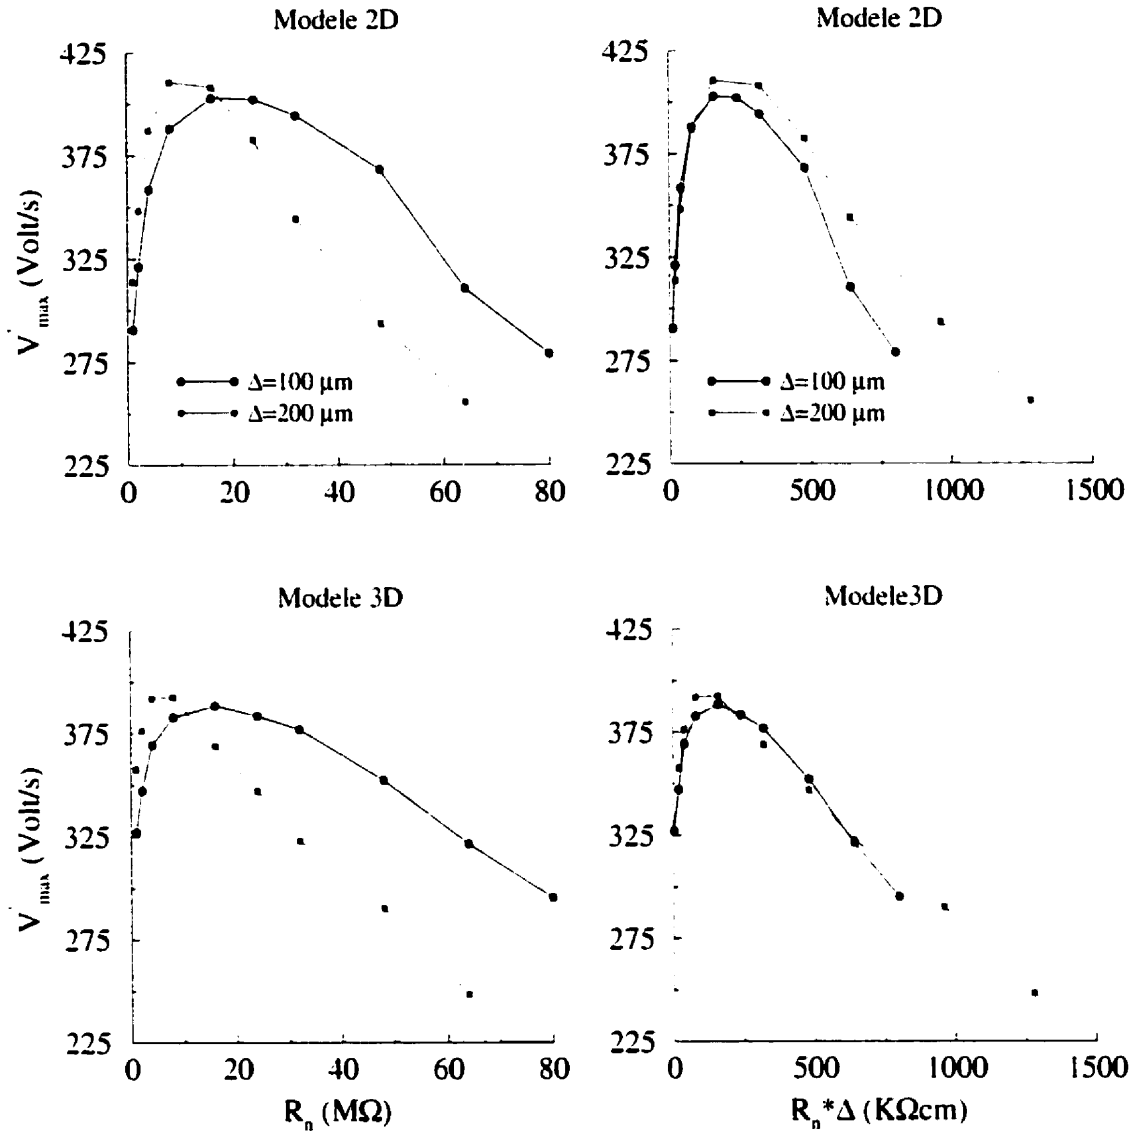 Modele 2D
425
375
325
275
225
V̇max (Volt/s)
Δ=100 µm
Δ=200 µm
0 20 40 60 80
Modele 2D
425
375
325
275
225
Δ=100 µm
Δ=200 µm
0 500 1000 1500
Modele 3D
425
375
325
275
225
V̇max (Volt/s)
0 20 40 60 80
Rn (MΩ)
Modele3D
425
375
325
275
225
0 500 1000 1500
Rn*Δ (KΩcm)